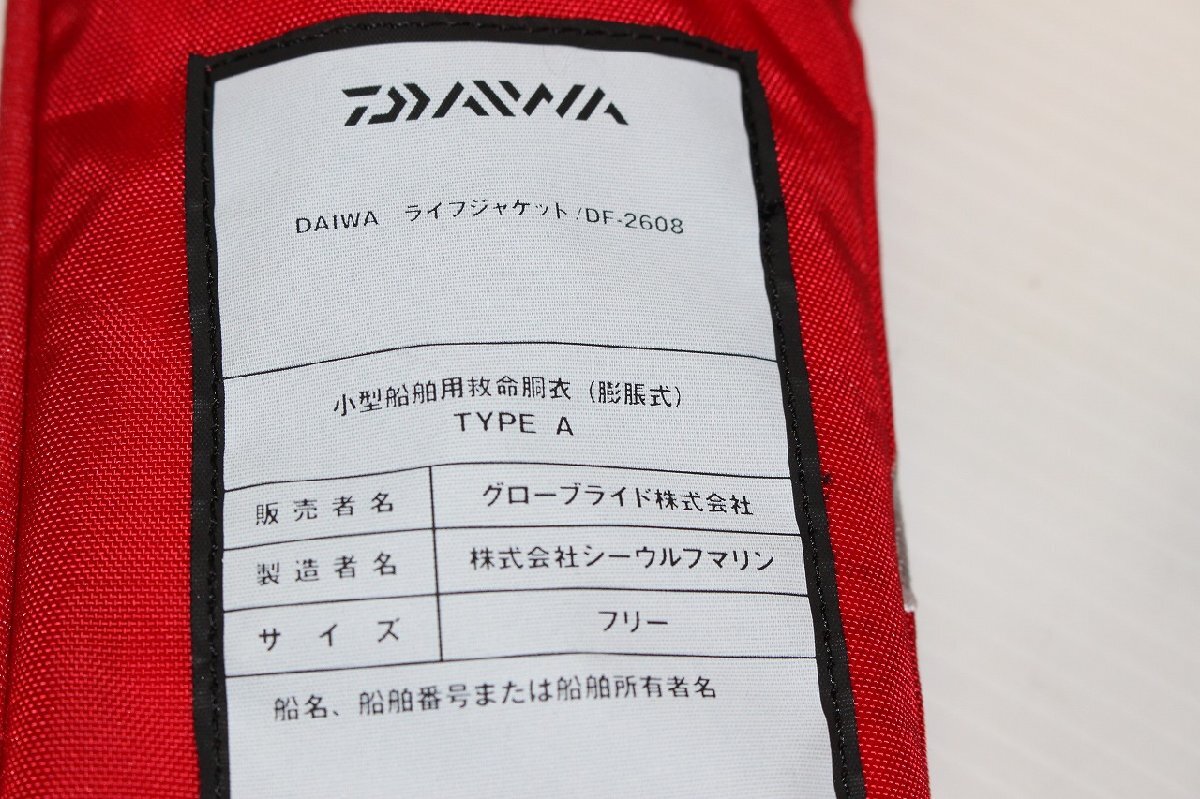 DAIWA
DAIWA ライフジャケット/DF-2608
小型船舶用救命胴衣(膨脹式)
TYPE A
販売者名 グローブライド株式会社
製造者名 株式会社シーウルフマリン
サイズ フリー
船名、船舶番号または船舶所有者名